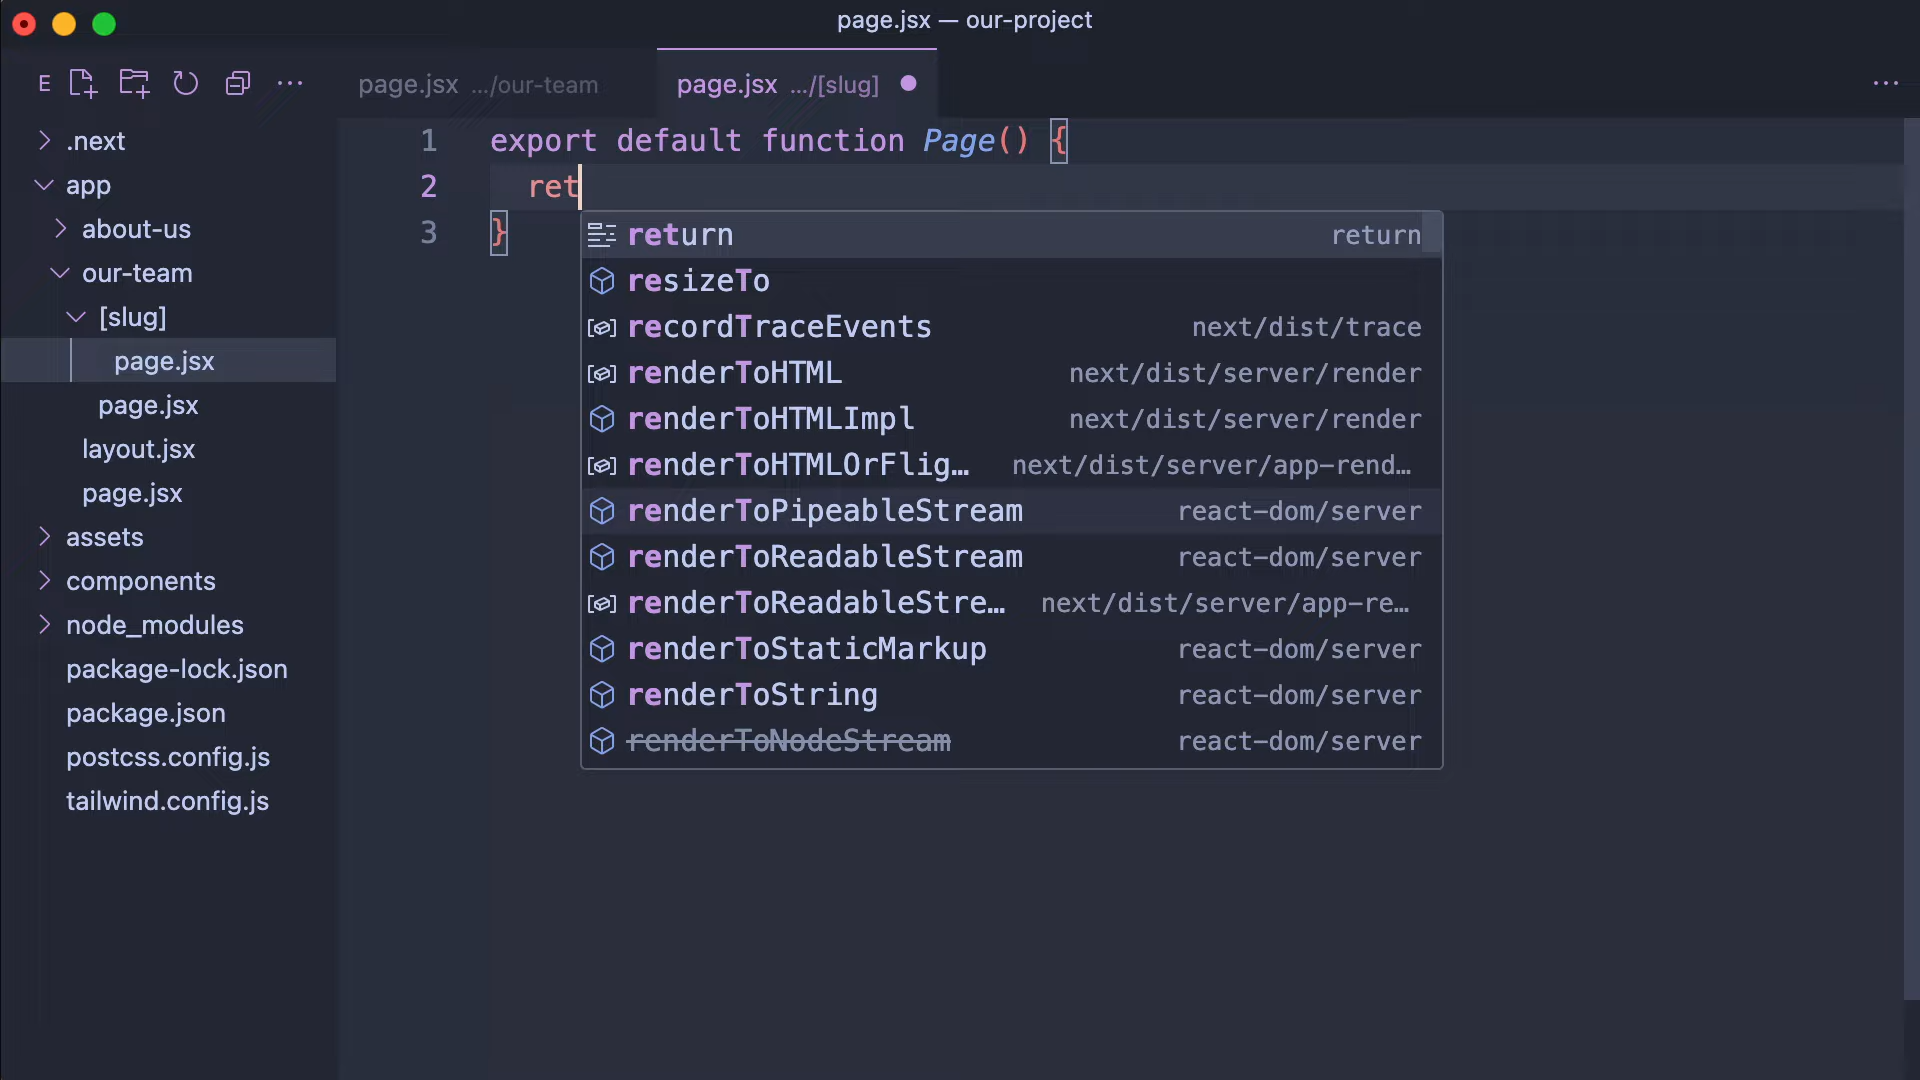 page.jsx — our-project
E
page.jsx .../our-team
page.jsx .../[slug]
.next
app
about-us
our-team
[slug]
page.jsx
page.jsx
layout.jsx
page.jsx
assets
components
node_modules
package-lock.json
package.json
postcss.config.js
tailwind.config.js
1 export default function Page() {
2 ret
3 }
return return
resizeTo
recordTraceEvents next/dist/trace
renderToHTML next/dist/server/render
renderToHTMLImpl next/dist/server/render
renderToHTMLOrFlig… next/dist/server/app-rend…
renderToPipeableStream react-dom/server
renderToReadableStream react-dom/server
renderToReadableStre… next/dist/server/app-re…
renderToStaticMarkup react-dom/server
renderToString react-dom/server
renderToNodeStream react-dom/server